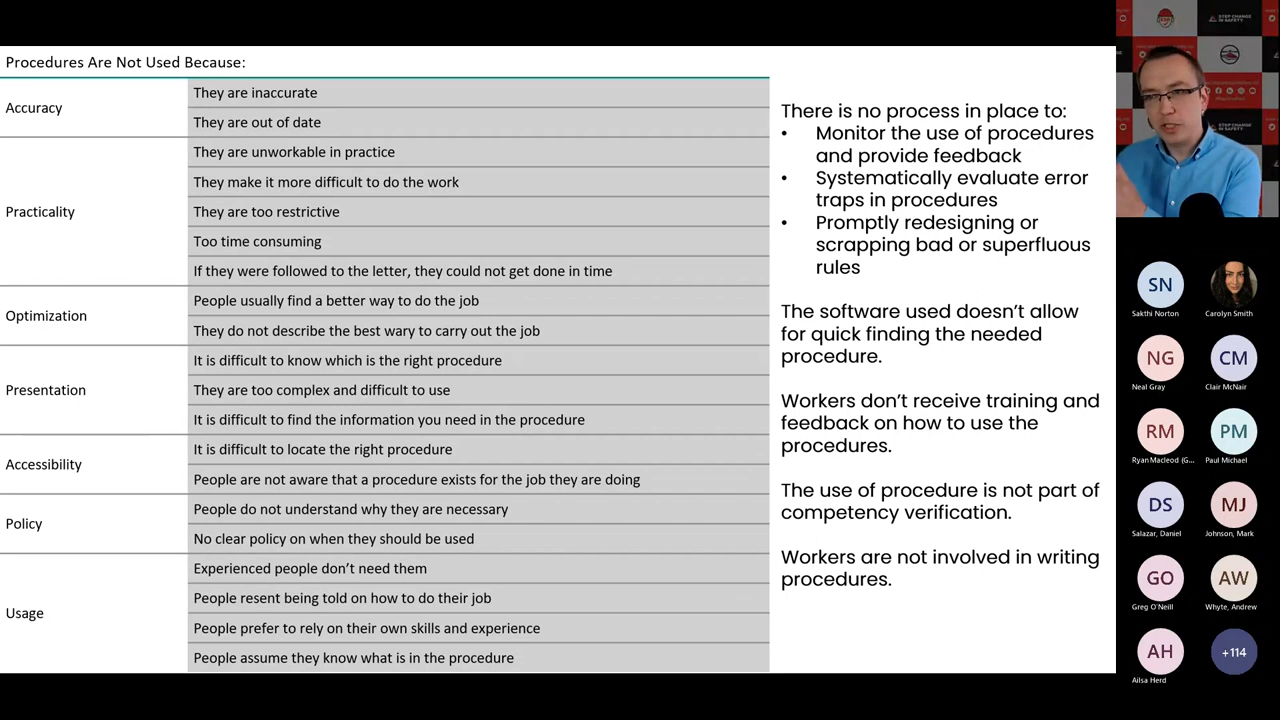 Procedures Are Not Used Because:
Accuracy
They are inaccurate
They are out of date
Practicality
They are unworkable in practice
They make it more difficult to do the work
They are too restrictive
Too time consuming
If they were followed to the letter, they could not get done in time
Optimization
People usually find a better way to do the job
They do not describe the best wary to carry out the job
Presentation
It is difficult to know which is the right procedure
They are too complex and difficult to use
It is difficult to find the information you need in the procedure
Accessibility
It is difficult to locate the right procedure
People are not aware that a procedure exists for the job they are doing
Policy
People do not understand why they are necessary
No clear policy on when they should be used
Usage
Experienced people don’t need them
People resent being told on how to do their job
People prefer to rely on their own skills and experience
People assume they know what is in the procedure
There is no process in place to:
• Monitor the use of procedures
and provide feedback
• Systematically evaluate error
traps in procedures
• Promptly redesigning or
scrapping bad or superfluous
rules
The software used doesn’t allow
for quick finding the needed
procedure.
Workers don’t receive training and
feedback on how to use the
procedures.
The use of procedure is not part of
competency verification.
Workers are not involved in writing
procedures.
STEP CHANGE
IN SAFETY
SN
Sakthi Norton
Carolyn Smith
NG
Neal Gray
CM
Clair McNair
RM
Ryan Macleod (G...
PM
Paul Michael
DS
Salazar, Daniel
MJ
Johnson, Mark
GO
Greg O'Neill
AW
Whyte, Andrew
AH
Ailsa Herd
+114